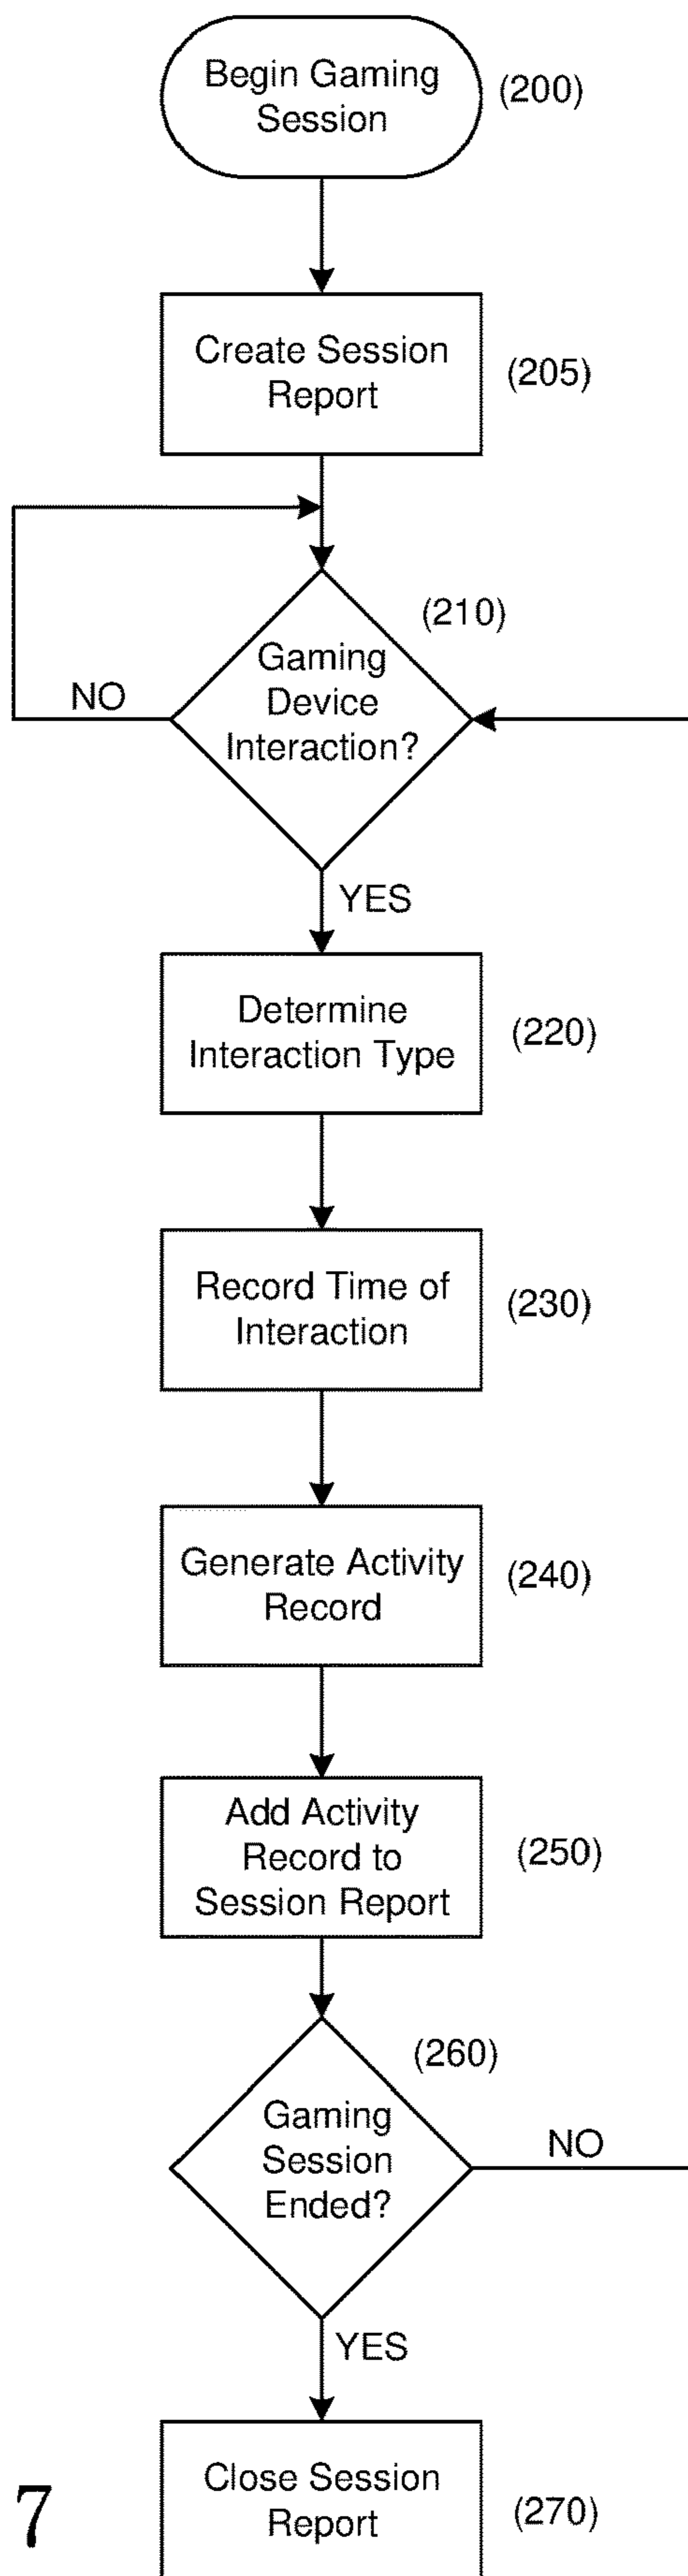 Begin Gaming
Session
(200)
Create Session
Report
(205)
(210)
Gaming
Device
Interaction?
NO
YES
Determine
Interaction Type
(220)
Record Time of
Interaction
(230)
Generate Activity
Record
(240)
Add Activity
Record to
Session Report
(250)
(260)
Gaming
Session
Ended?
NO
YES
Close Session
Report
(270)
7